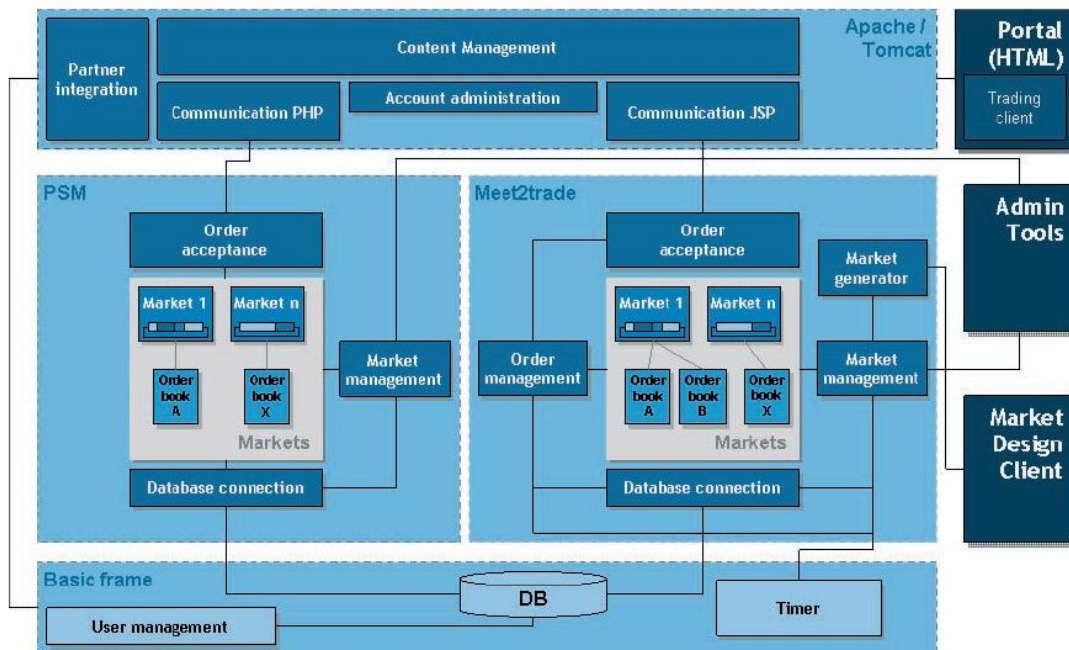 Apache /
Tomcat
Partner
integration
Content Management
Communication PHP
Account administration
Communication JSP
Portal
(HTML)
Trading
client
PSM
Order
acceptance
Market 1
Market n
Order
book
A
Order
book
X
Markets
Market
management
Database connection
Meet2trade
Order
acceptance
Market
generator
Market 1
Market n
Order
management
Order
book
A
Order
book
B
Order
book
X
Markets
Market
management
Database connection
Admin
Tools
Market
Design
Client
Basic frame
DB
User management
Timer